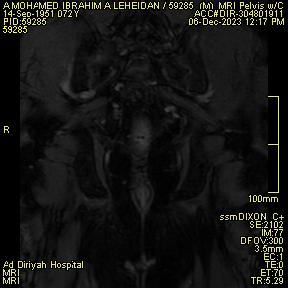 A MOHAMED IBRAHIM A LEHEIDAN / 59285 (M) MRI Pelvis w/C
14-Sep-1951 072Y ACC#DIR-304801911
PID:59285 06-Dec-2023 12:17 PM
59285
R
100mm
ssmDIXON C+
SE:2102
IM:77
DFOV:300
3.5mm
EC:1
Ad Diriyah Hospital TE:0
MRI ET:70
MRI TR:5.29